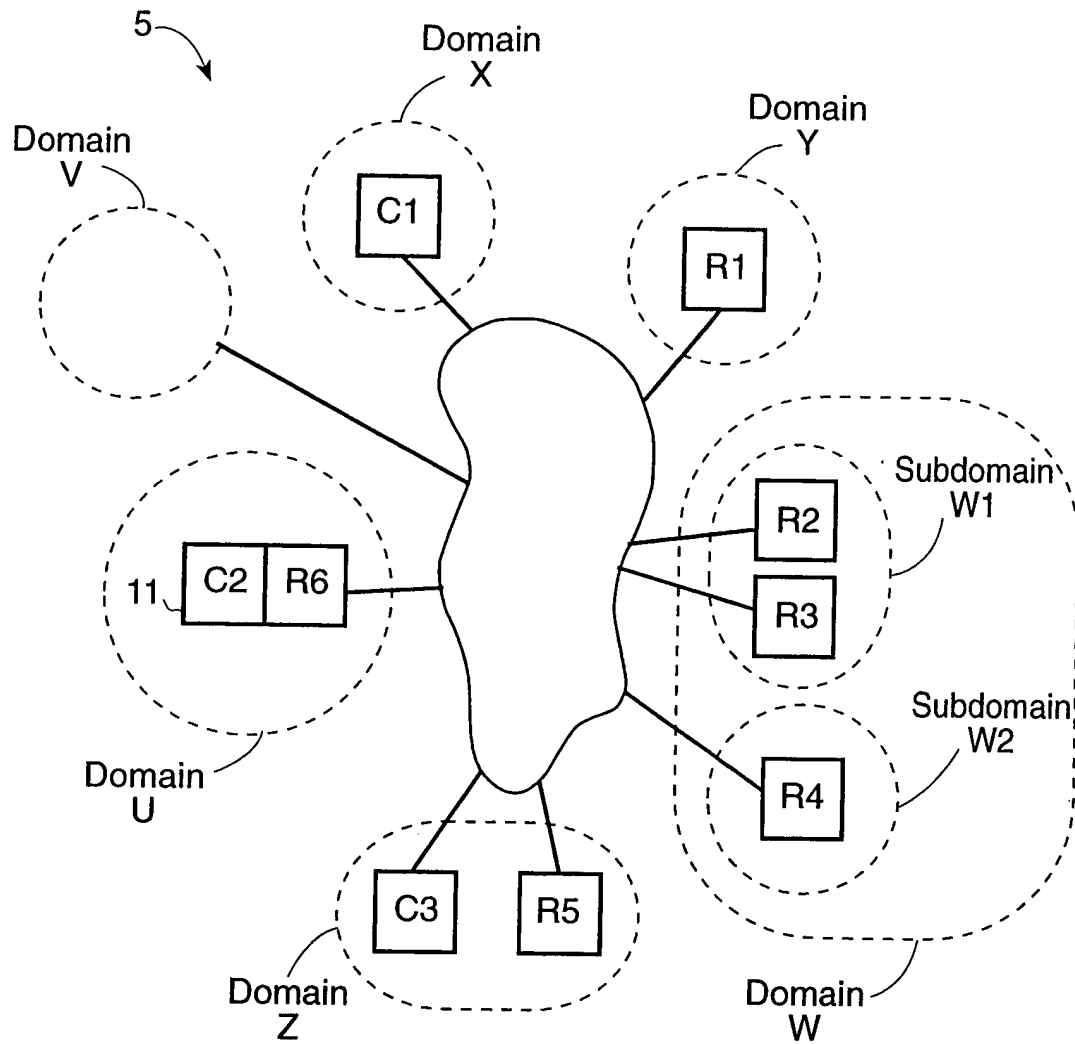 5
Domain
X
Domain
Y
Domain
V
C1
R1
Subdomain
W1
R2
R3
11
C2
R6
Subdomain
W2
R4
Domain
U
C3
R5
Domain
Z
Domain
W